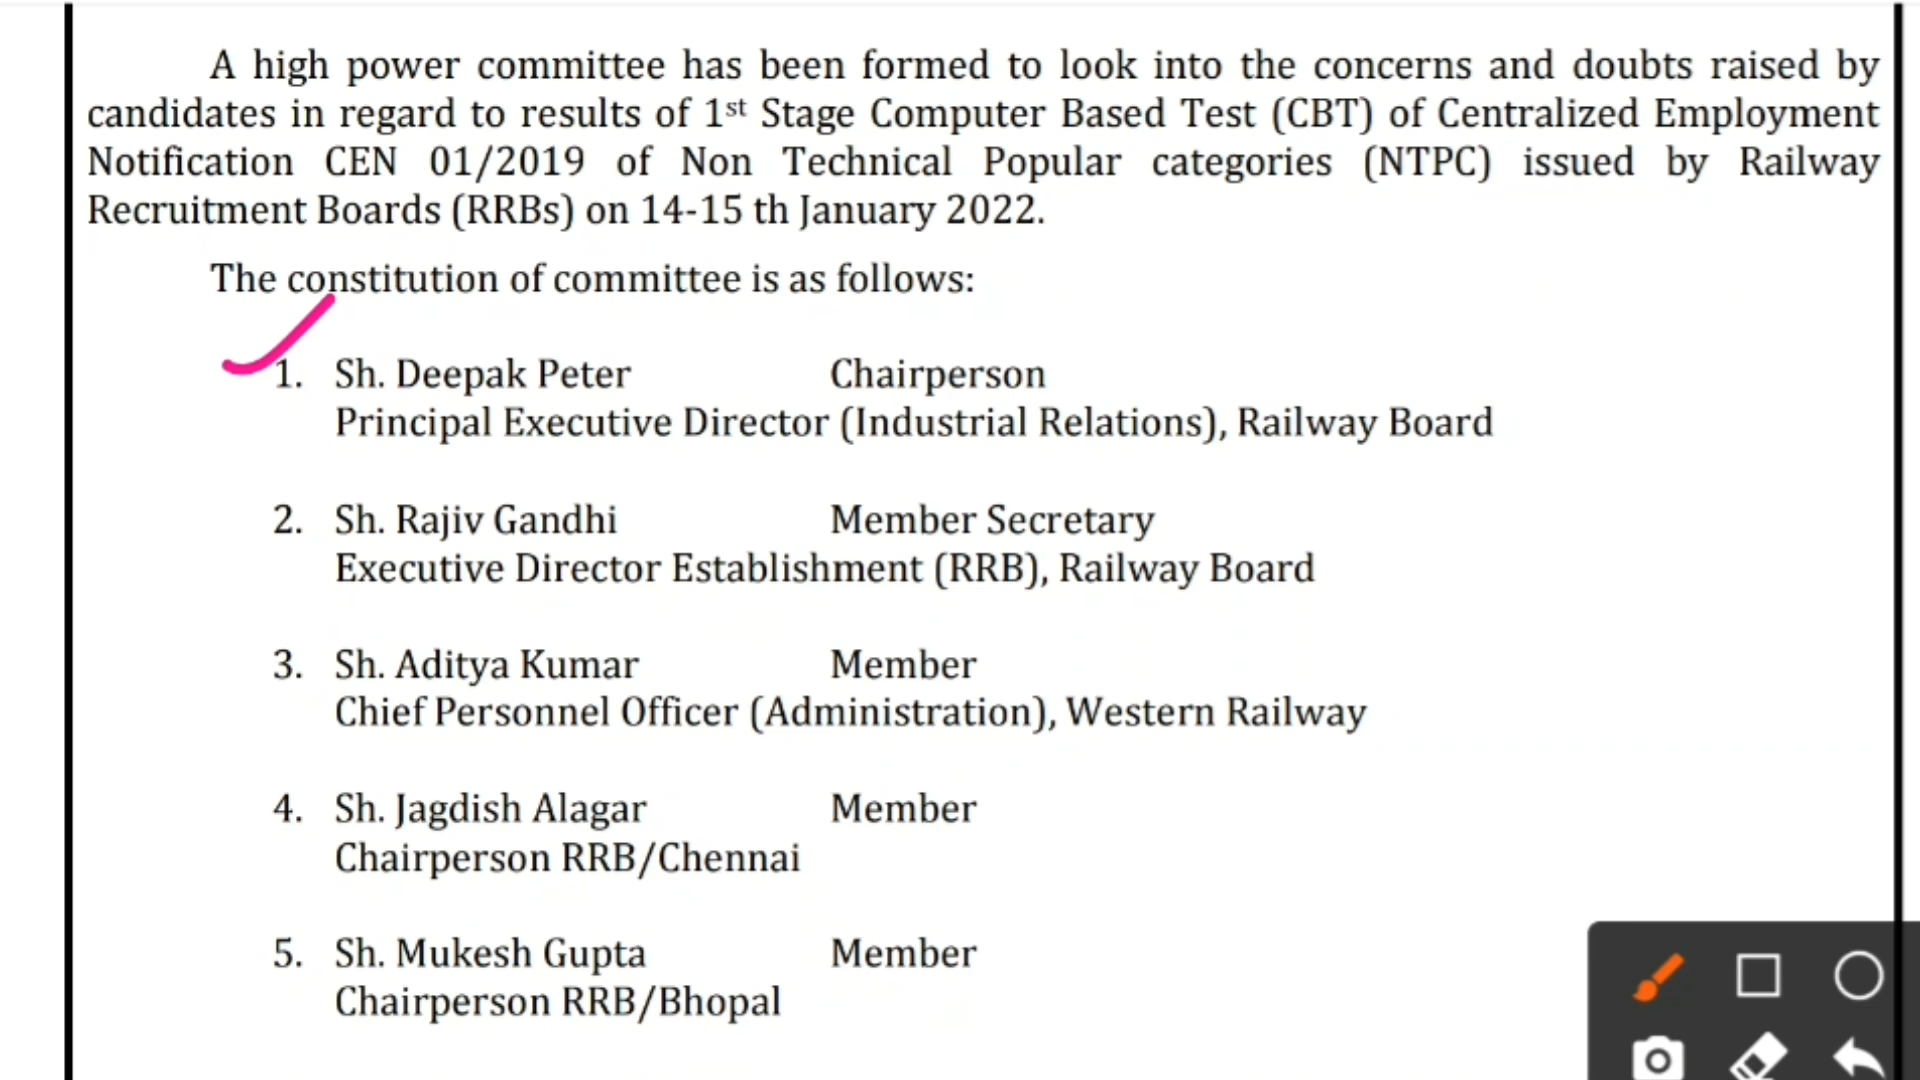 A high power committee has been formed to look into the concerns and doubts raised by
candidates in regard to results of 1st Stage Computer Based Test (CBT) of Centralized Employment
Notification CEN 01/2019 of Non Technical Popular categories (NTPC) issued by Railway
Recruitment Boards (RRBs) on 14-15 th January 2022.
The constitution of committee is as follows:
1. Sh. Deepak Peter Chairperson
Principal Executive Director (Industrial Relations), Railway Board
2. Sh. Rajiv Gandhi Member Secretary
Executive Director Establishment (RRB), Railway Board
3. Sh. Aditya Kumar Member
Chief Personnel Officer (Administration), Western Railway
4. Sh. Jagdish Alagar Member
Chairperson RRB/Chennai
5. Sh. Mukesh Gupta Member
Chairperson RRB/Bhopal